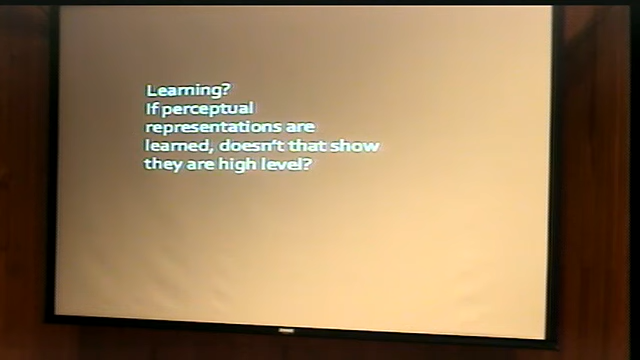 Learning?
If perceptual
representations are
learned, doesn't that show
they are high level?